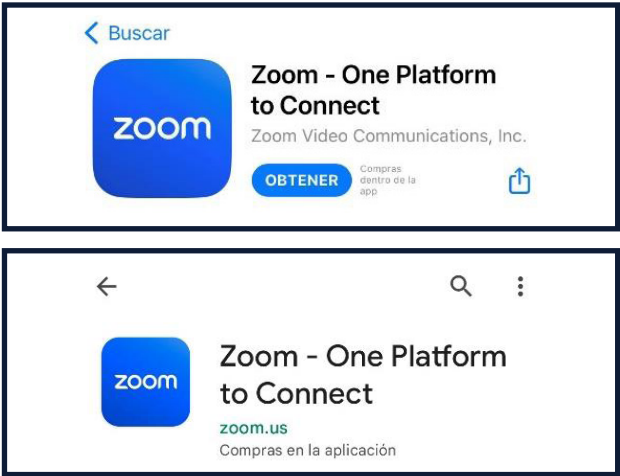 Buscar
zoom
Zoom - One Platform
to Connect
Zoom Video Communications, Inc.
OBTENER
Compras
dentro de la
app
zoom
Zoom - One Platform
to Connect
zoom.us
Compras en la aplicación